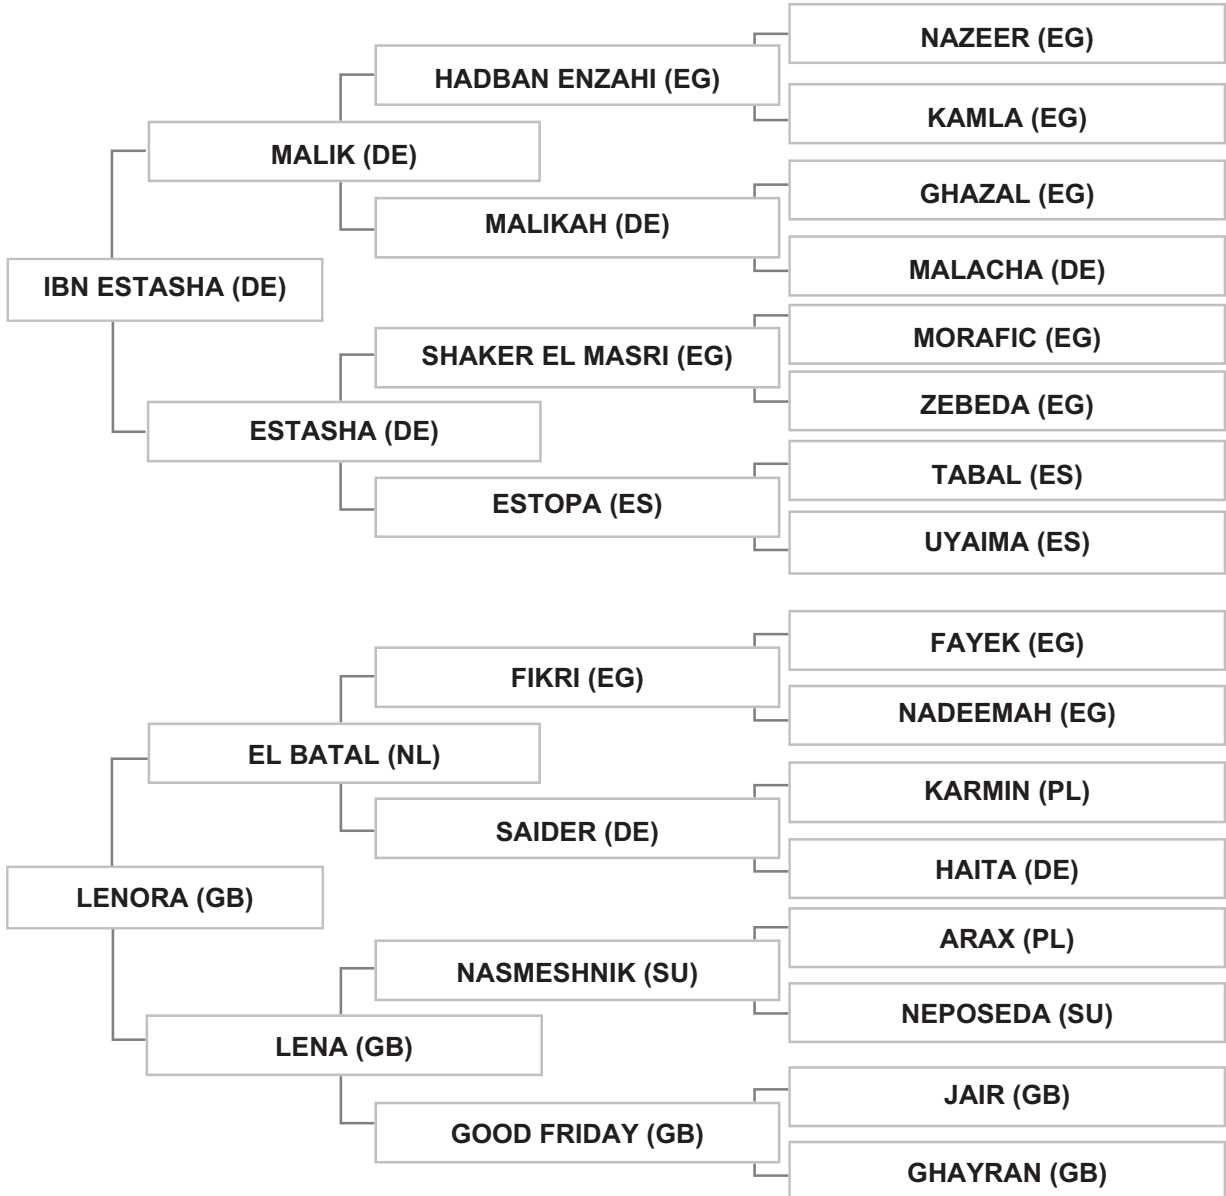 NAZEER (EG)
HADBAN ENZAHI (EG)
KAMLA (EG)
MALIK (DE)
GHAZAL (EG)
MALIKAH (DE)
MALACHA (DE)
IBN ESTASHA (DE)
MORAFIC (EG)
SHAKER EL MASRI (EG)
ZEBEDA (EG)
ESTASHA (DE)
TABAL (ES)
ESTOPA (ES)
UYAIMA (ES)
FAYEK (EG)
FIKRI (EG)
NADEEMAH (EG)
EL BATAL (NL)
KARMIN (PL)
SAIDER (DE)
HAITA (DE)
LENORA (GB)
ARAX (PL)
NASMESHNIK (SU)
NEPOSEDA (SU)
LENA (GB)
JAIR (GB)
GOOD FRIDAY (GB)
GHAYRAN (GB)